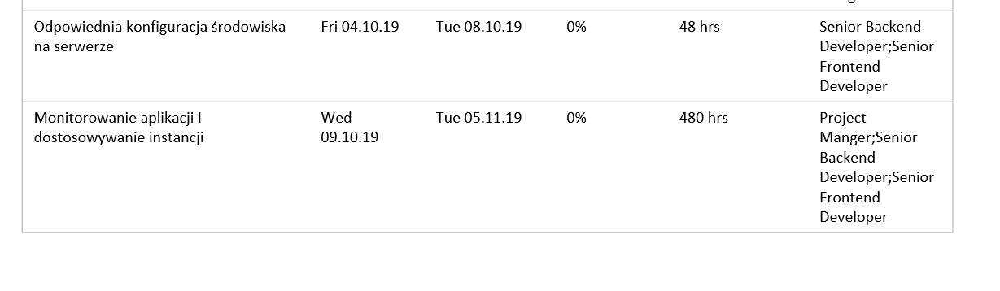 Odpowiednia konfiguracja środowiska
na serwerze
Fri 04.10.19
Tue 08.10.19
0%
48 hrs
Senior Backend
Developer;Senior
Frontend
Developer
Monitorowanie aplikacji I
dostosowywanie instancji
Wed
09.10.19
Tue 05.11.19
0%
480 hrs
Project
Manger;Senior
Backend
Developer;Senior
Frontend
Developer